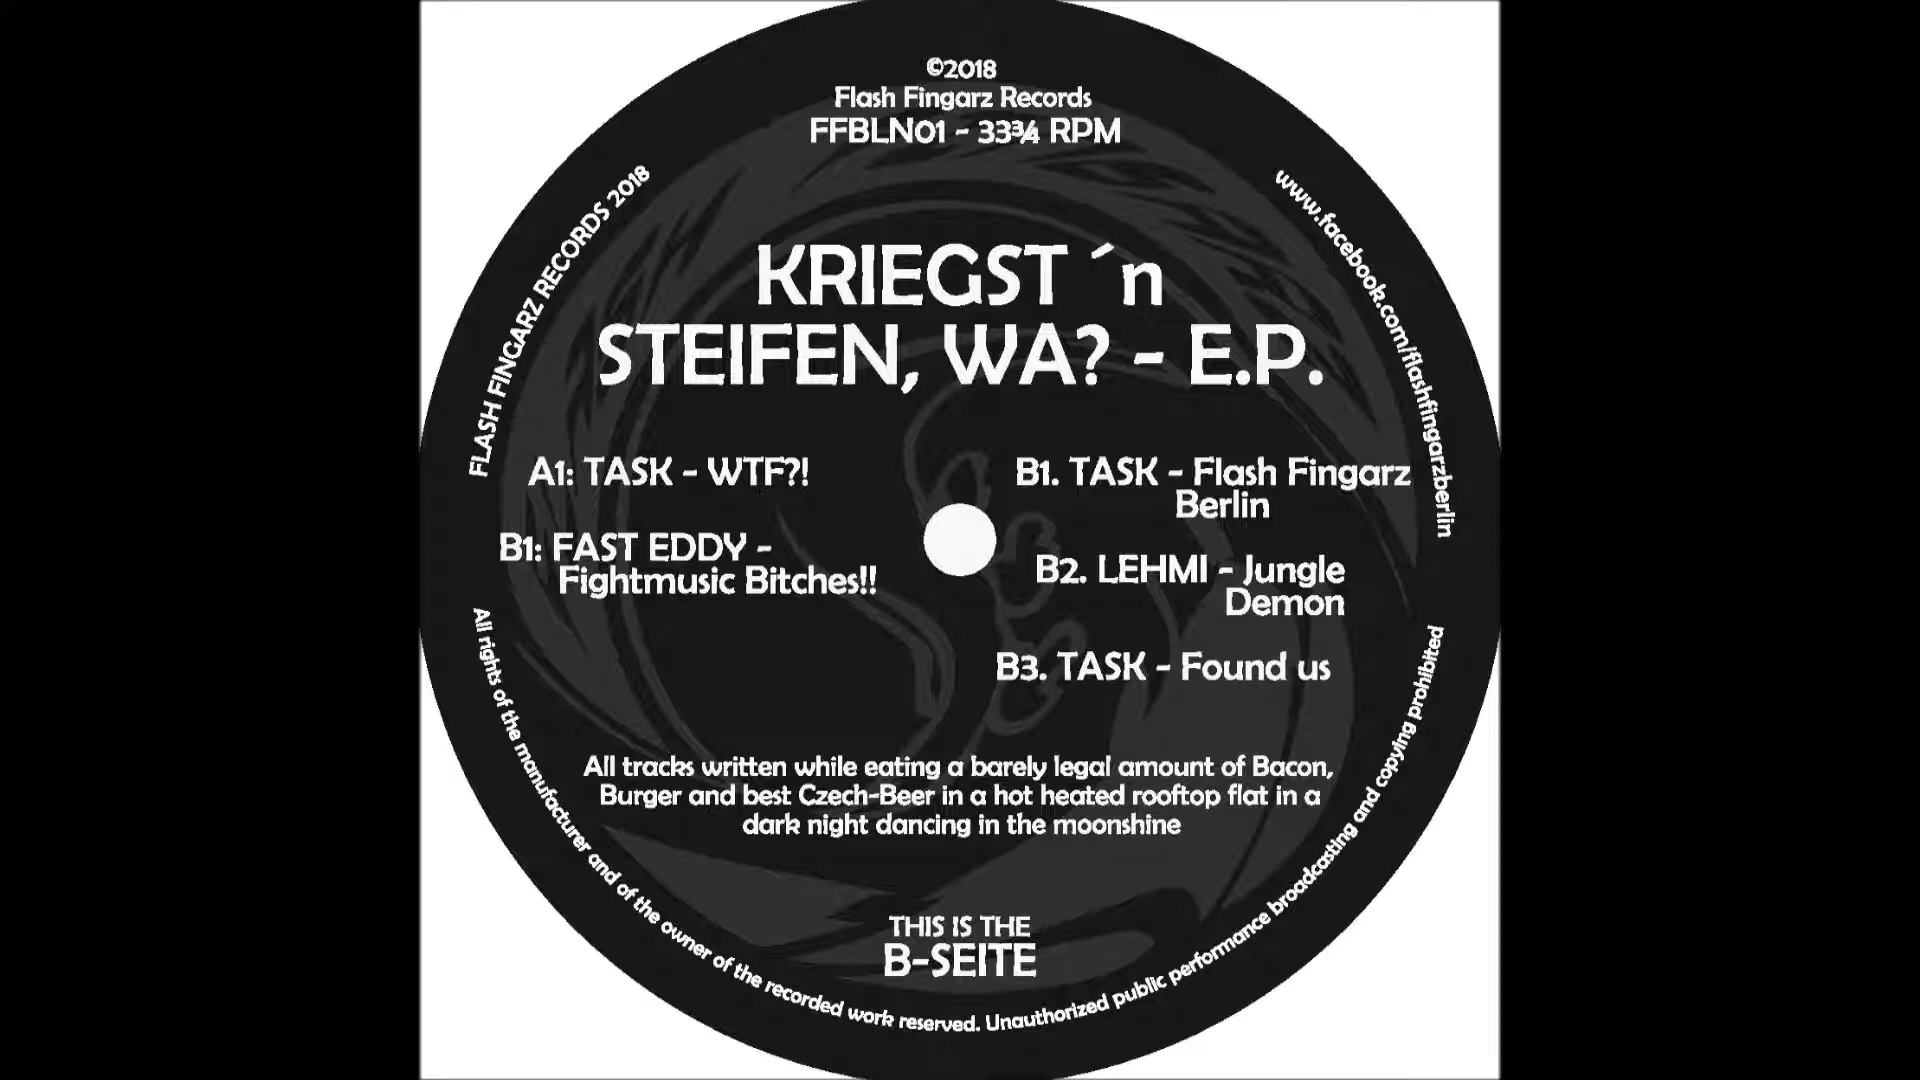 ©2018
Flash Fingarz Records
FFBLN01 - 33¾ RPM
FLASH FINGARZ RECORDS 2018
www.facebook.com/flashfingarzberlin
KRIEGST ´n
STEIFEN, WA? - E.P.
A1: TASK - WTF?!
B1: FAST EDDY -
Fightmusic Bitches!!
B1. TASK - Flash Fingarz
Berlin
B2. LEHMI - Jungle
Demon
B3. TASK - Found us
All tracks written while eating a barely legal amount of Bacon,
Burger and best Czech-Beer in a hot heated rooftop flat in a
dark night dancing in the moonshine
THIS IS THE
B-SEITE
All rights of the manufacturer and of the owner of the recorded work reserved. Unauthorized public performance broadcasting and copying prohibited